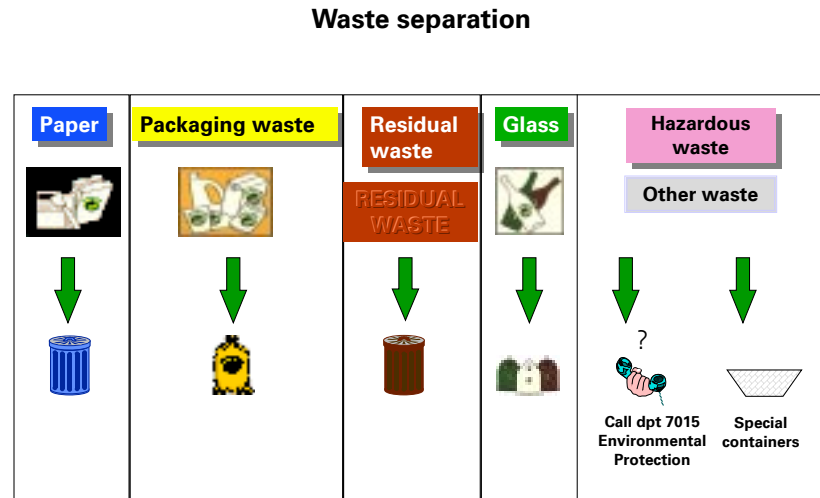 Waste separation
Paper
Packaging waste
Residual
waste
Glass
Hazardous
waste
RESIDUAL
WASTE
Other waste
?
Call dpt 7015
Environmental
Protection
Special
containers